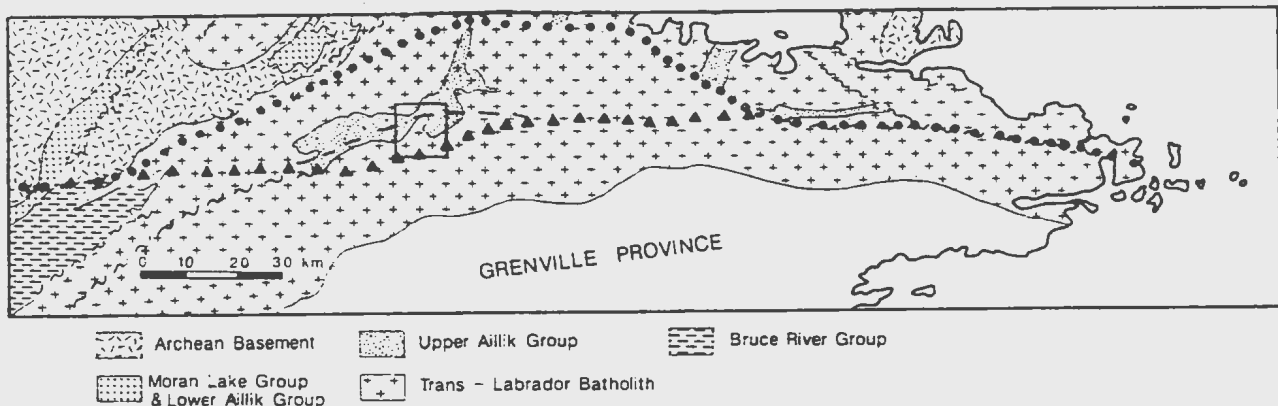 GRENVILLE PROVINCE
0 10 20 30 km
Archean Basement
Upper Aillik Group
Bruce River Group
Moran Lake Group
& Lower Aillik Group
Trans - Labrador Batholith